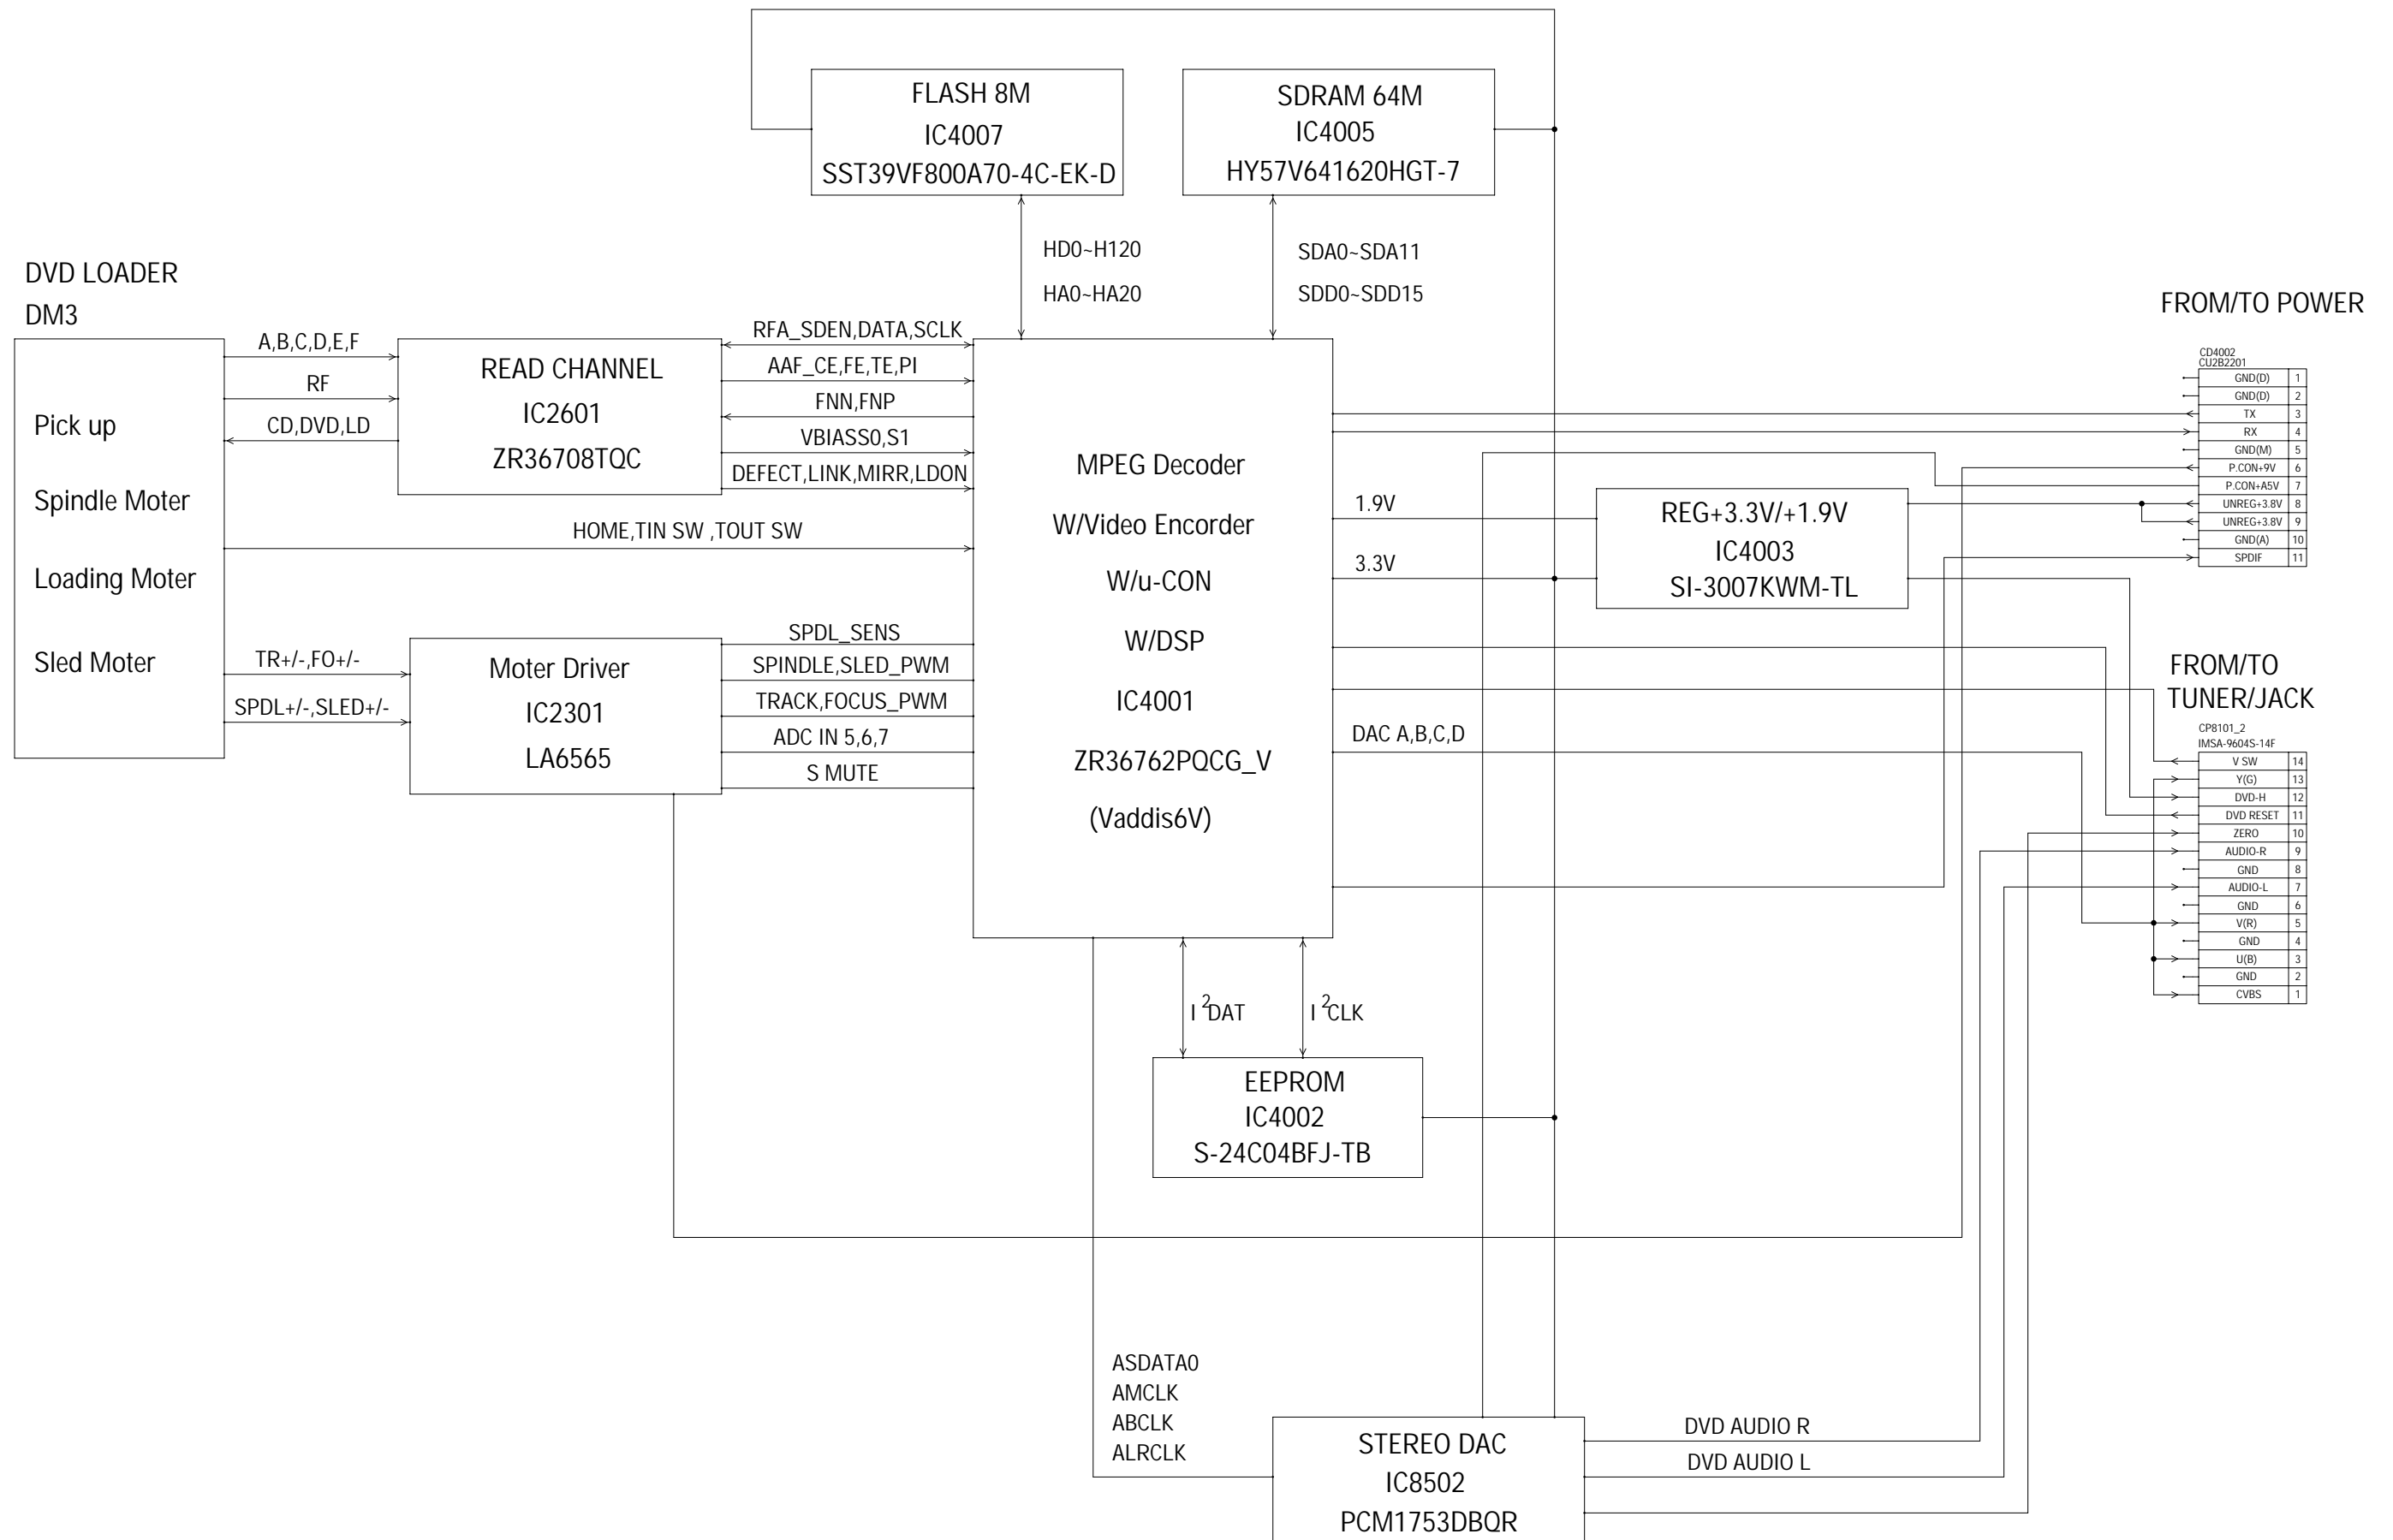 FLASH 8M
IC4007
SST39VF800A70-4C-EK-D
SDRAM 64M
IC4005
HY57V641620HGT-7
HD0~H120
HA0~HA20
SDA0~SDA11
SDD0~SDD15
DVD LOADER
DM3
Pick up
Spindle Moter
Loading Moter
Sled Moter
A,B,C,D,E,F
RF
CD,DVD,LD
READ CHANNEL
IC2601
ZR36708TQC
RFA_SDEN,DATA,SCLK
AAF_CE,FE,TE,PI
FNN,FNP
VBIASS0,S1
DEFECT,LINK,MIRR,LDON
HOME,TIN SW ,TOUT SW
TR+/-,FO+/-
SPDL+/-,SLED+/-
Moter Driver
IC2301
LA6565
SPDL_SENS
SPINDLE,SLED_PWM
TRACK,FOCUS_PWM
ADC IN 5,6,7
S MUTE
MPEG Decoder
W/Video Encorder
W/u-CON
W/DSP
IC4001
ZR36762PQCG_V
(Vaddis6V)
1.9V
3.3V
DAC A,B,C,D
REG+3.3V/+1.9V
IC4003
SI-3007KWM-TL
FROM/TO POWER
CD4002
CU2B2201
GND(D) 1
GND(D) 2
TX 3
RX 4
GND(M) 5
P.CON+9V 6
P.CON+A5V 7
UNREG+3.8V 8
UNREG+3.8V 9
GND(A) 10
SPDIF 11
FROM/TO
TUNER/JACK
CP8101_2
IMSA-9604S-14F
V SW 14
Y(G) 13
DVD-H 12
DVD RESET 11
ZERO 10
AUDIO-R 9
GND 8
AUDIO-L 7
GND 6
V(R) 5
GND 4
U(B) 3
GND 2
CVBS 1
I2DAT
I2CLK
EEPROM
IC4002
S-24C04BFJ-TB
ASDATA0
AMCLK
ABCLK
ALRCLK
STEREO DAC
IC8502
PCM1753DBQR
DVD AUDIO R
DVD AUDIO L